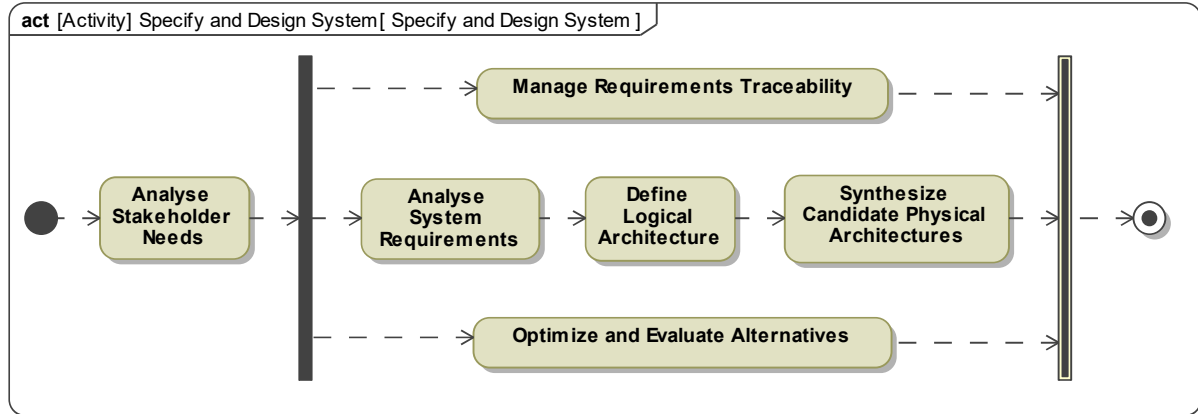 act [Activity] Specify and Design System[ Specify and Design System ]
Manage Requirements Traceability
Analyse
Stakeholder
Needs
Analyse
System
Requirements
Define
Logical
Architecture
Synthesize
Candidate Physical
Architectures
Optimize and Evaluate Alternatives